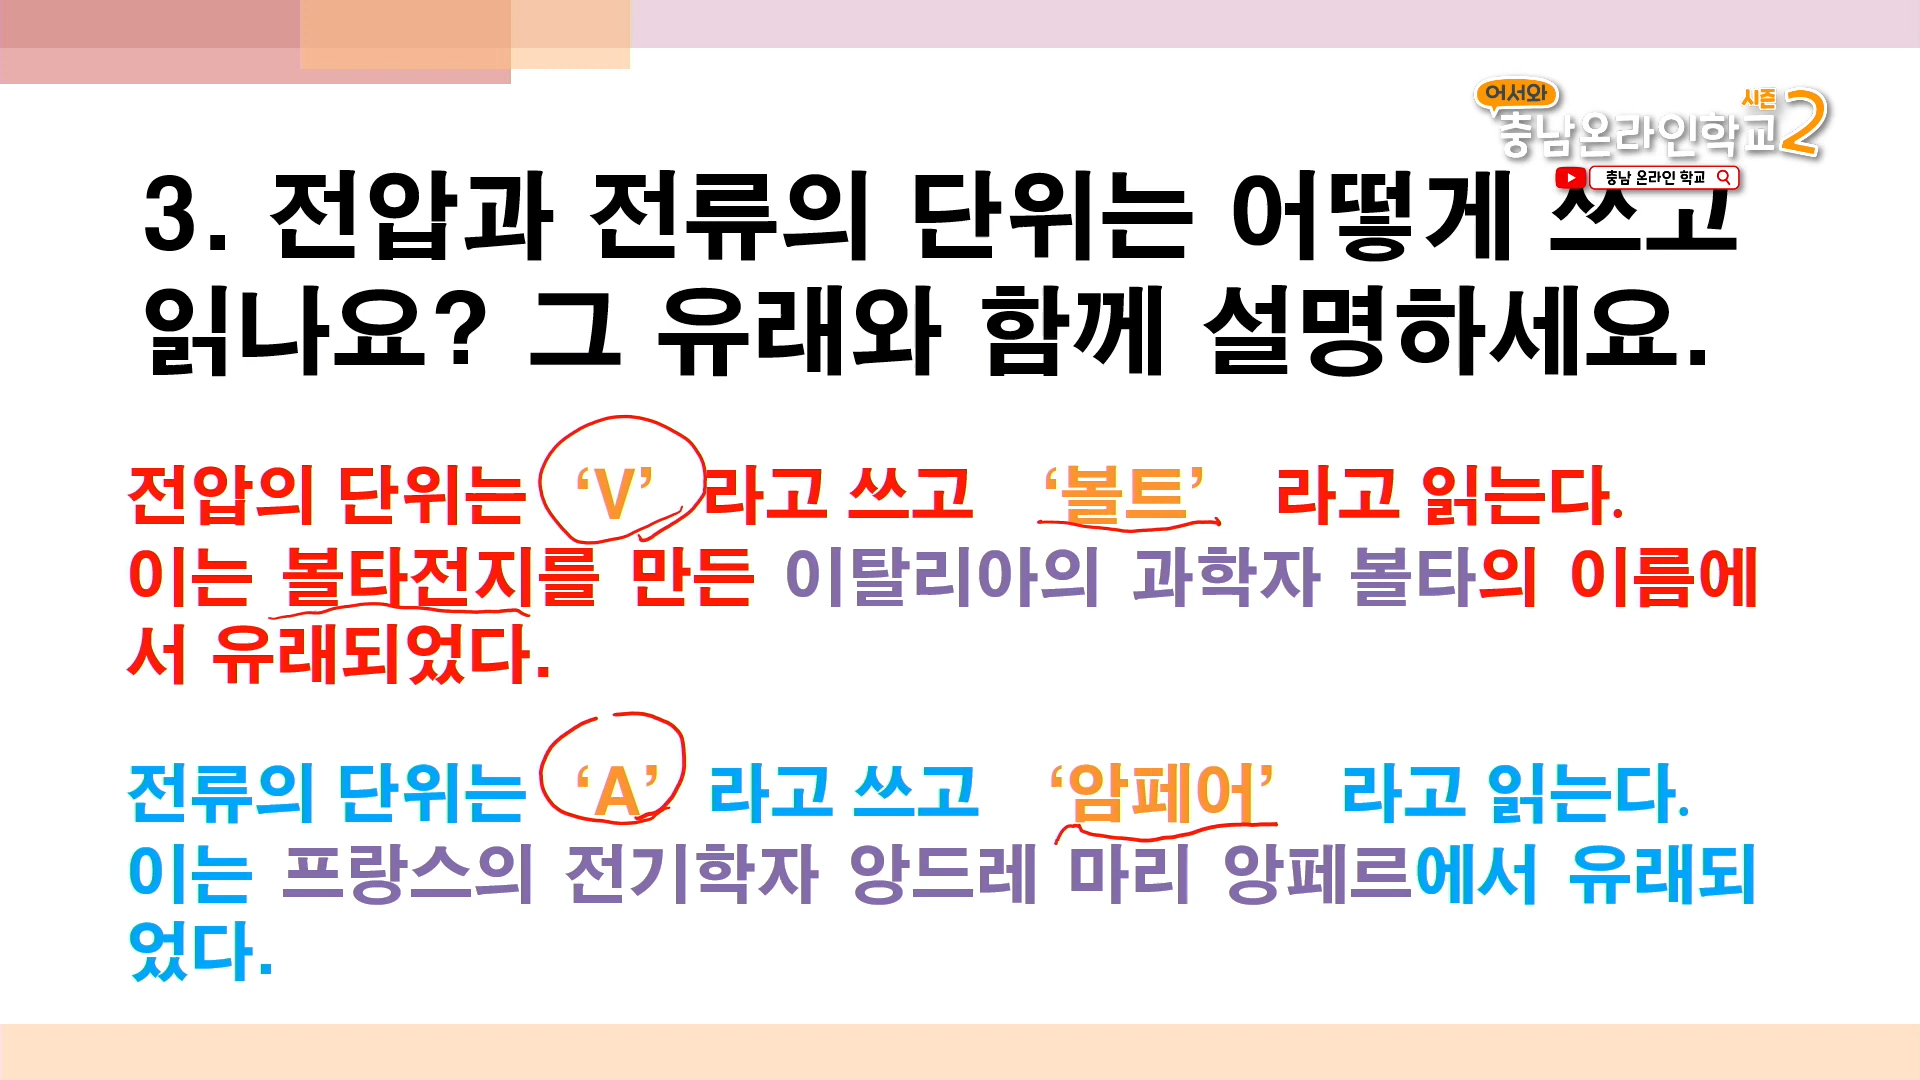 어서와
시즌
충남온라인학교2
충남 온라인 학교
3. 전압과 전류의 단위는 어떻게 쓰고
읽나요? 그 유래와 함께 설명하세요.
전압의 단위는 ‘V’ 라고 쓰고 ‘볼트’ 라고 읽는다.
이는 볼타전지를 만든 이탈리아의 과학자 볼타의 이름에
서 유래되었다.
전류의 단위는 ‘A’ 라고 쓰고 ‘암페어’ 라고 읽는다.
이는 프랑스의 전기학자 앙드레 마리 앙페르에서 유래되
었다.